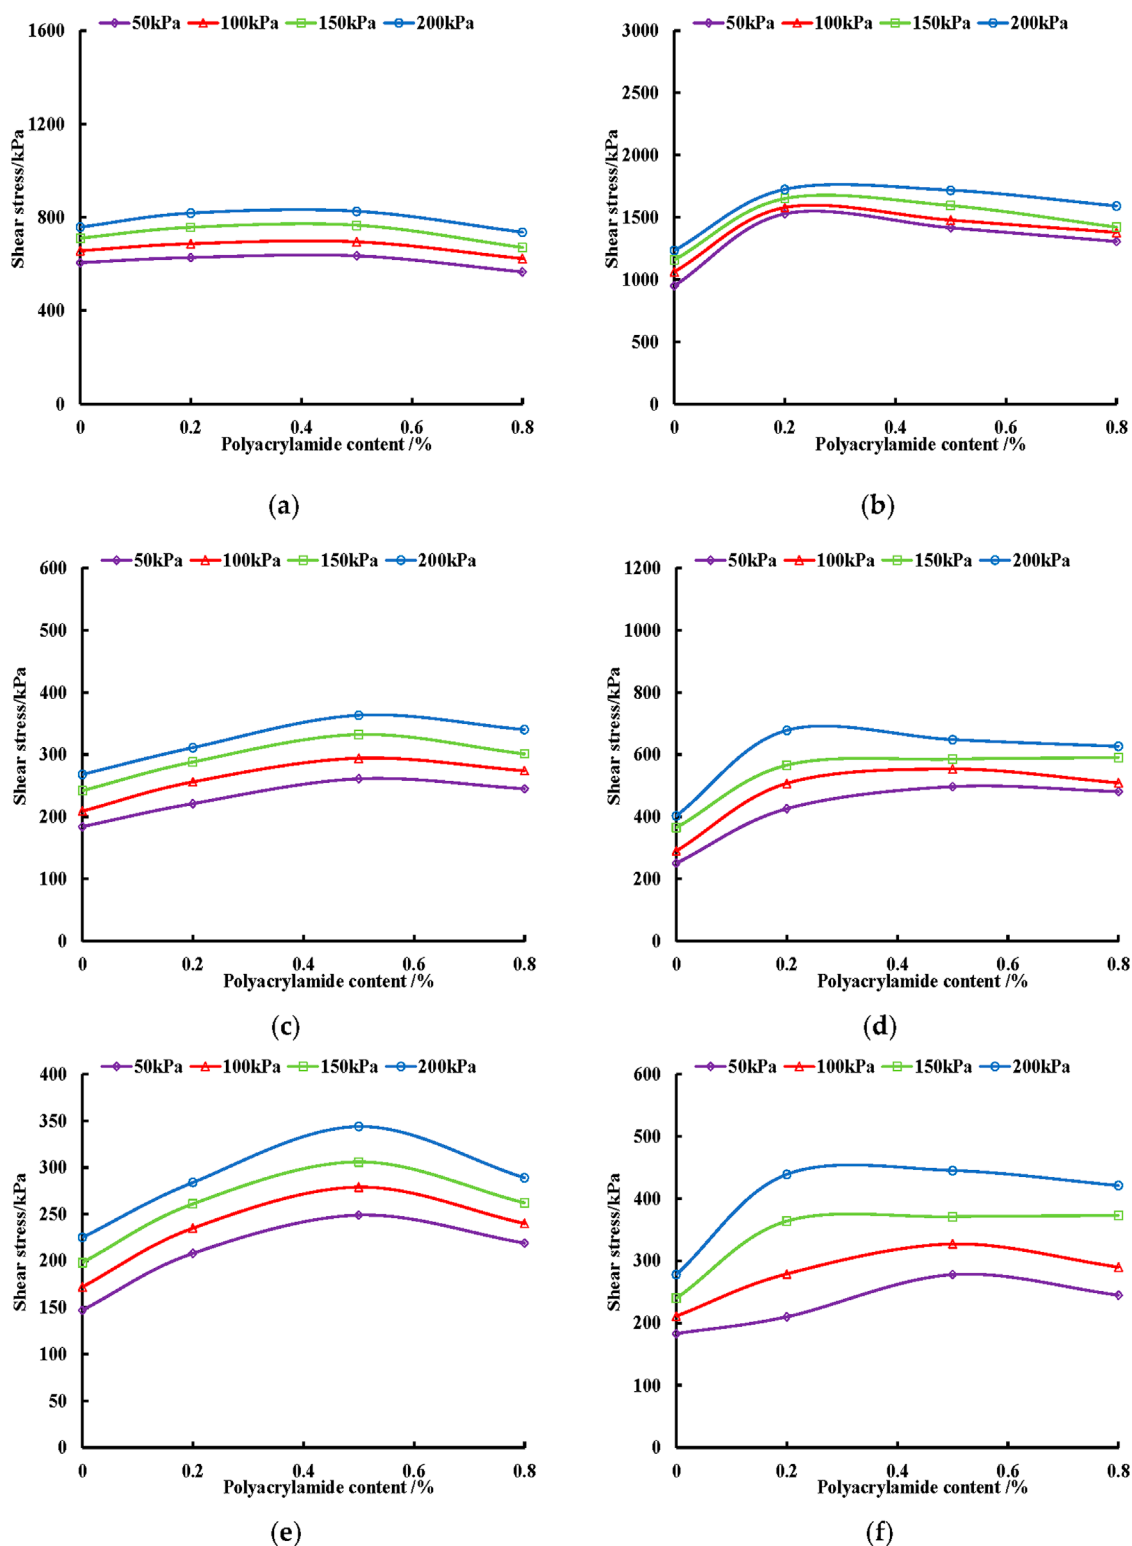 50kPa 100kPa 150kPa 200kPa
1600
1200
800
400
0
Shear stress/kPa
0 0.2 0.4 0.6 0.8
Polyacrylamide content /%
(a)
50kPa 100kPa 150kPa 200kPa
3000
2500
2000
1500
1000
500
0
Shear stress/kPa
0 0.2 0.4 0.6 0.8
Polyacrylamide content /%
(b)
50kPa 100kPa 150kPa 200kPa
600
500
400
300
200
100
0
Shear stress/kPa
0 0.2 0.4 0.6 0.8
Polyacrylamide content /%
(c)
50kPa 100kPa 150kPa 200kPa
1200
1000
800
600
400
200
0
Shear stress/kPa
0 0.2 0.4 0.6 0.8
Polyacrylamide content /%
(d)
50kPa 100kPa 150kPa 200kPa
400
350
300
250
200
150
100
50
0
Shear stress/kPa
0 0.2 0.4 0.6 0.8
Polyacrylamide content /%
(e)
50kPa 100kPa 150kPa 200kPa
600
500
400
300
200
100
0
Shear stress/kPa
0 0.2 0.4 0.6 0.8
Polyacrylamide content /%
(f)